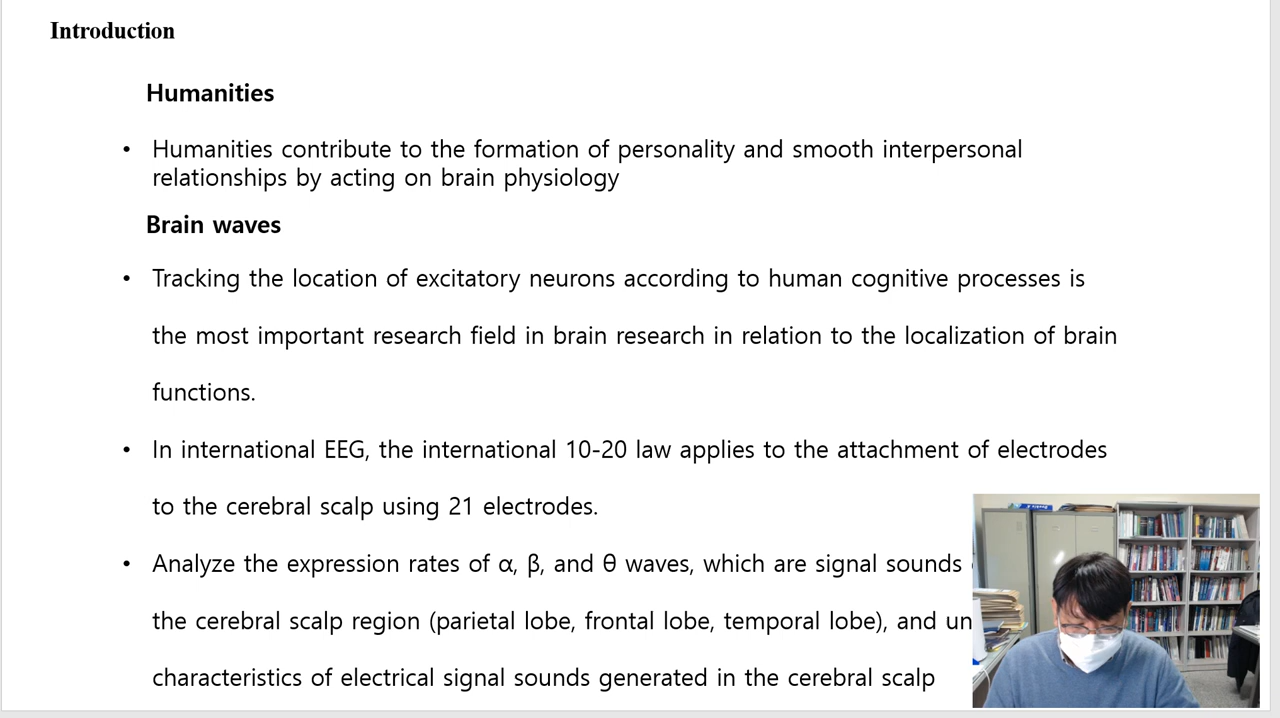 Introduction
Humanities
• Humanities contribute to the formation of personality and smooth interpersonal
relationships by acting on brain physiology
Brain waves
• Tracking the location of excitatory neurons according to human cognitive processes is
the most important research field in brain research in relation to the localization of brain
functions.
• In international EEG, the international 10-20 law applies to the attachment of electrodes
to the cerebral scalp using 21 electrodes.
• Analyze the expression rates of α, β, and θ waves, which are signal sounds
the cerebral scalp region (parietal lobe, frontal lobe, temporal lobe), and un
characteristics of electrical signal sounds generated in the cerebral scalp